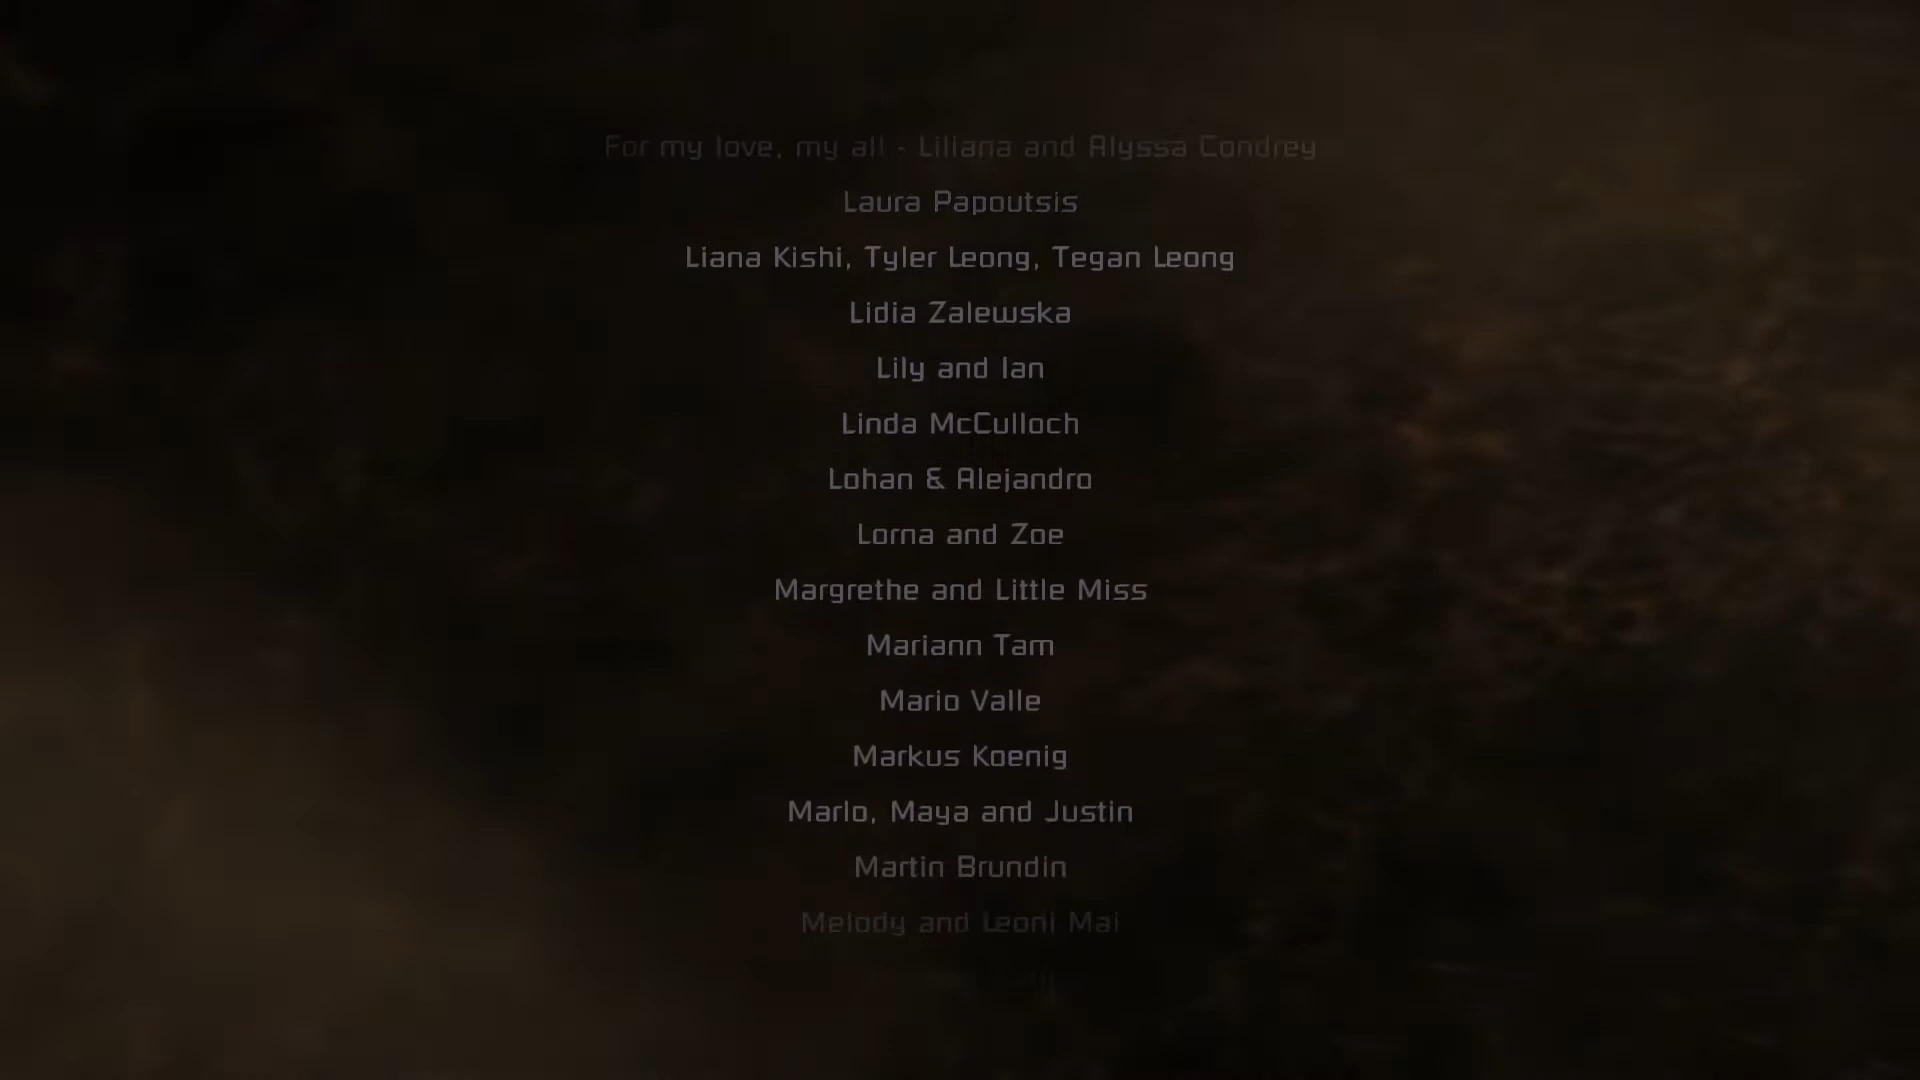 For my love, my all - Liliana and Alyssa Condrey
Laura Papoutsis
Liana Kishi, Tyler Leong, Tegan Leong
Lidia Zalewska
Lily and Ian
Linda McCulloch
Lohan & Alejandro
Lorna and Zoe
Margrethe and Little Miss
Mariann Tam
Mario Valle
Markus Koenig
Marlo, Maya and Justin
Martin Brundin
Melody and Leoni Mai